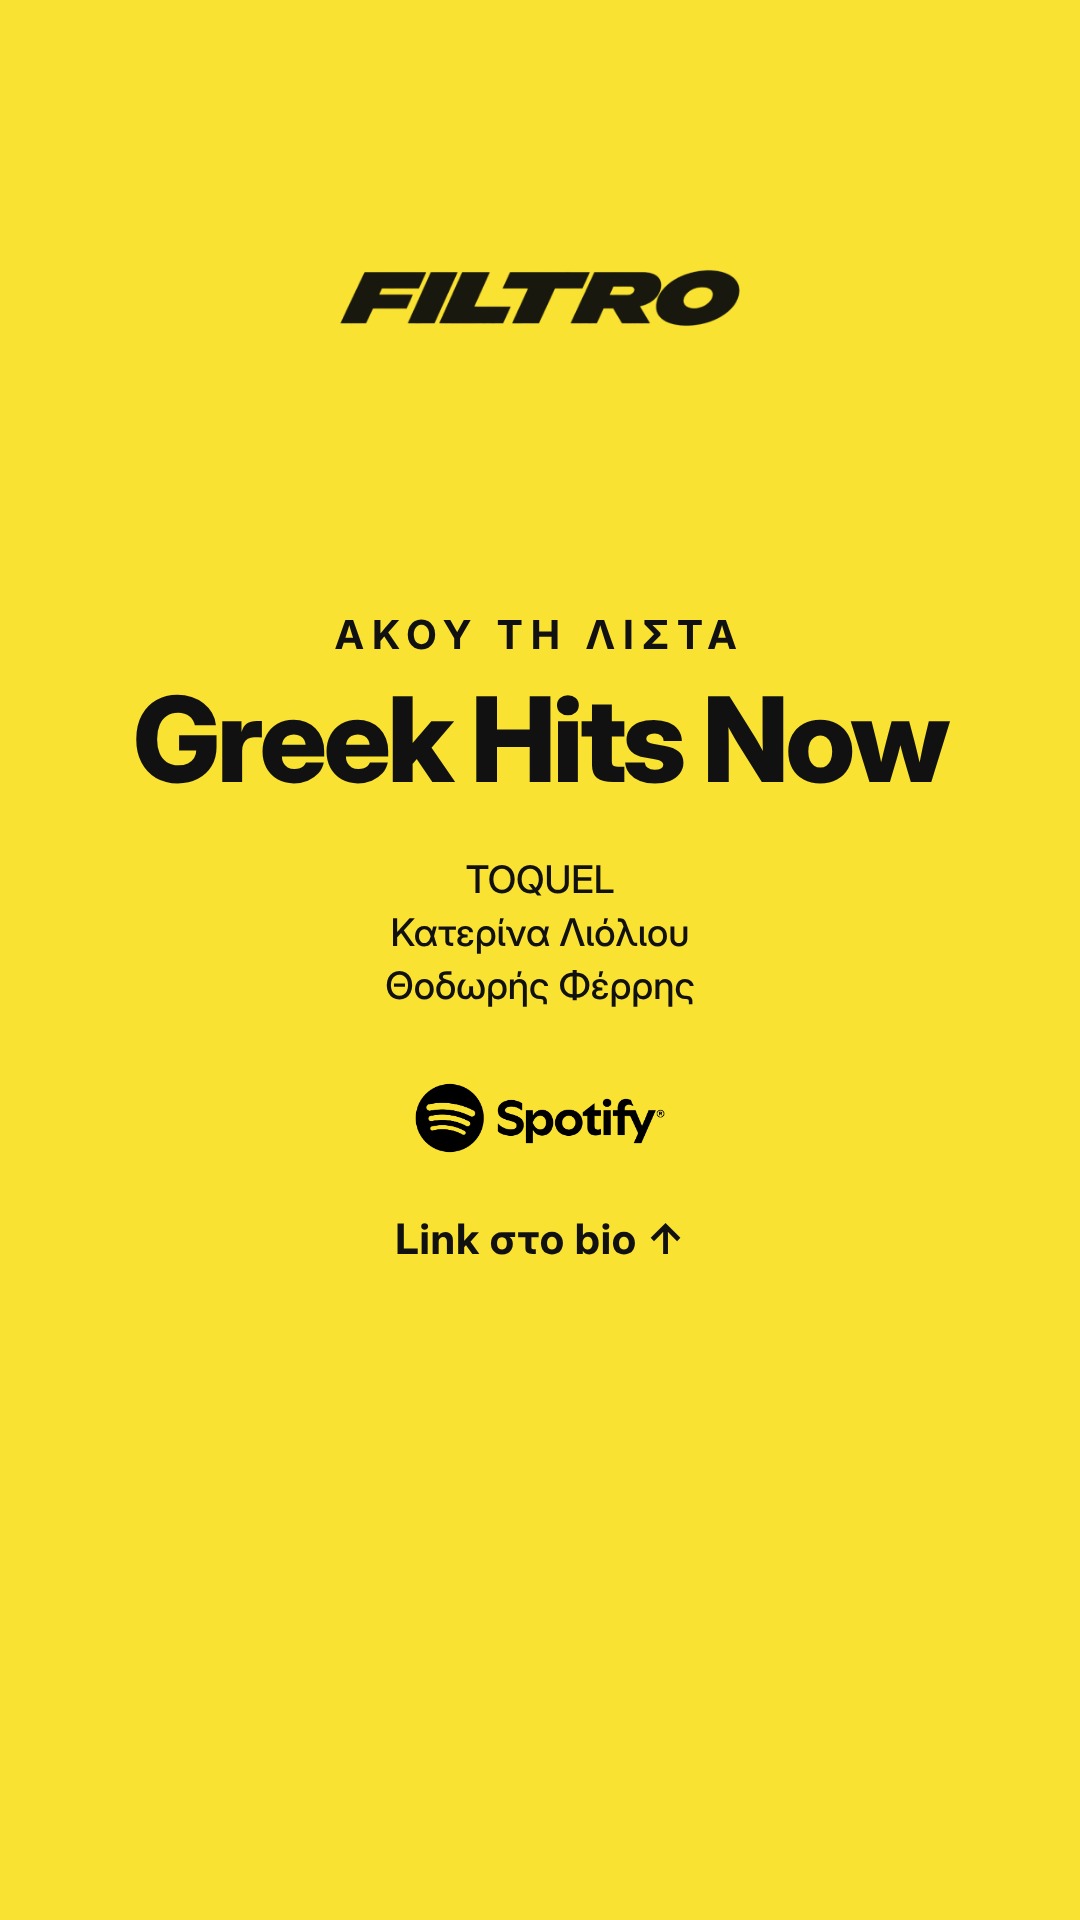 FILTRO
ΑΚΟΥ ΤΗ ΛΙΣΤΑ
Greek Hits Now
TOQUEL
Κατερίνα Λιόλιου
Θοδωρής Φέρρης
Spotify®
Link στο bio ↑